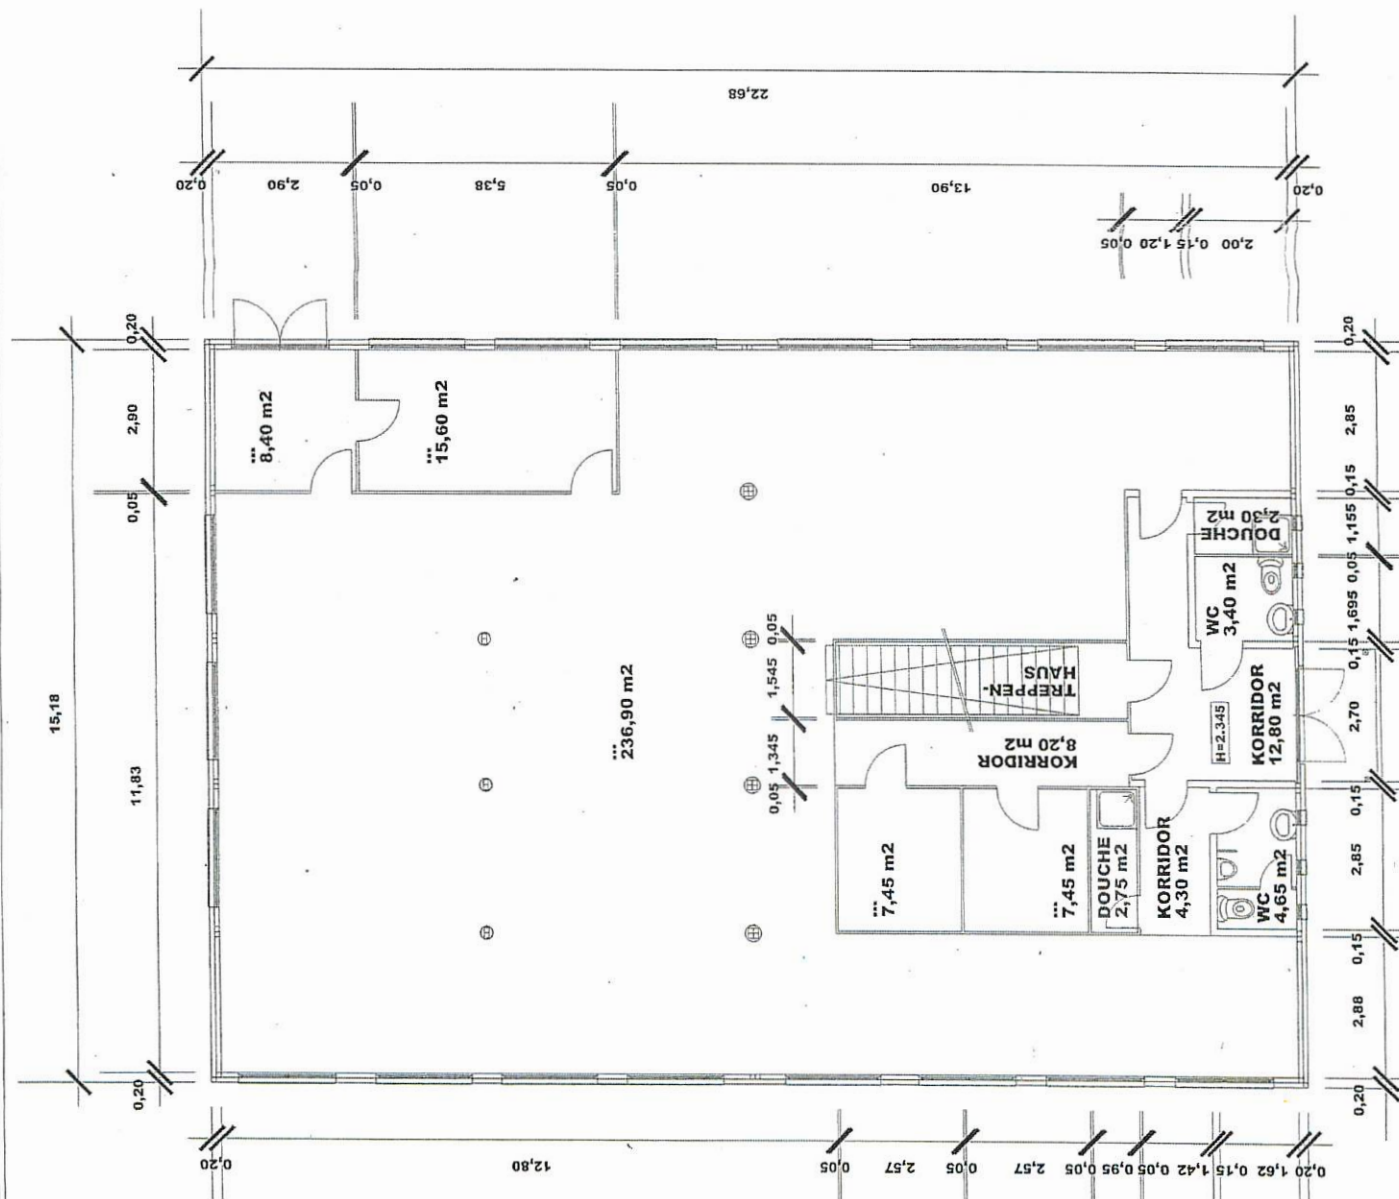 22,68
0,20
2,90
0,05
5,38
0,05
13,90
0,20
0,05
1,20
0,15
2,00
15,18
0,20
2,90
0,05
11,83
0,20
***
8,40 m2
***
15,60 m2
***
236,90 m2
0,05
1,545
1,345
0,05
TREPPEN-
HAUS
KORRIDOR
8,20 m2
DOUCHE
2,30 m2
WC
3,40 m2
H=2.345
KORRIDOR
12,80 m2
***
7,45 m2
***
7,45 m2
DOUCHE
2,75 m2
KORRIDOR
4,30 m2
WC
4,65 m2
0,20
2,85
0,15
1,155
0,05
1,695
0,15
2,70
0,15
2,85
0,15
2,88
0,20
0,20
12,80
0,05
2,57
0,05
2,57
0,05
0,95
0,05
1,42
0,15
1,62
0,20